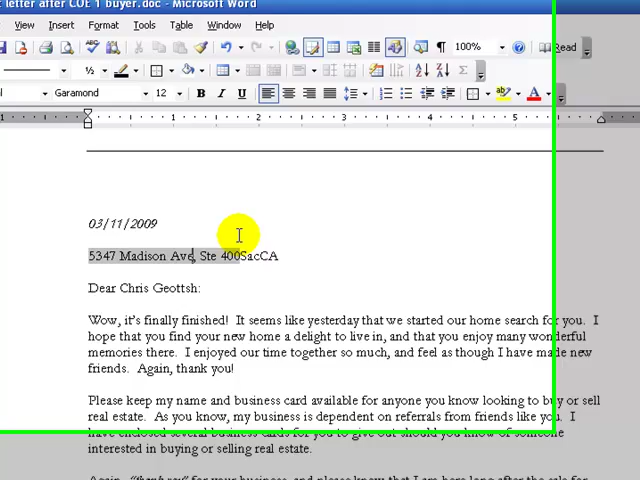 t letter after COE 1 buyer.doc - Microsoft Word
View Insert Format Tools Table Window Help
100% Read
½
Garamond 12 B I U A
1 1 2 3 4 5
03/11/2009
5347 Madison Ave, Ste 400SacCA
Dear Chris Geottsh:
Wow, it's finally finished! It seems like yesterday that we started our home search for you. I
hope that you find your new home a delight to live in, and that you enjoy many wonderful
memories there. I enjoyed our time together so much, and feel as though I have made new
friends. Again, thank you!
Please keep my name and business card available for anyone you know looking to buy or sell
real estate. As you know, my business is dependent on referrals from friends like you. I
have enclosed several business cards for you to give out should you know of someone
interested in buying or selling real estate.
Again, "thank you" for your business, and please know that I am here long after the sale for